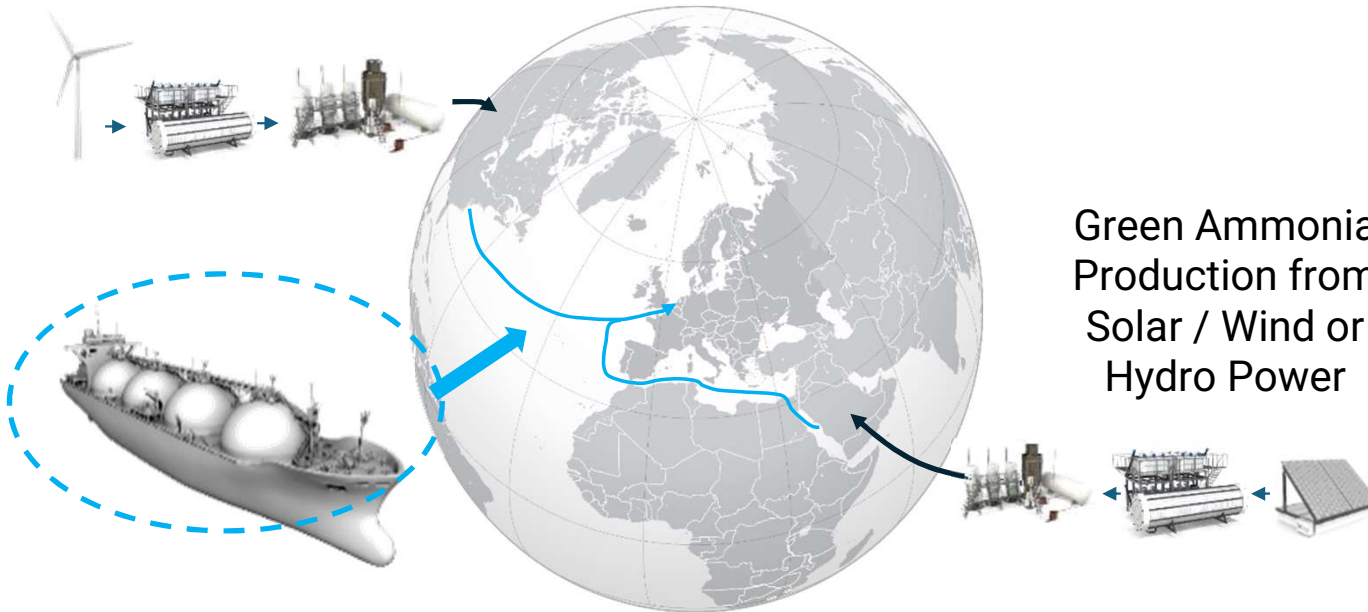 Green Ammonia
Production from
Solar / Wind or
Hydro Power